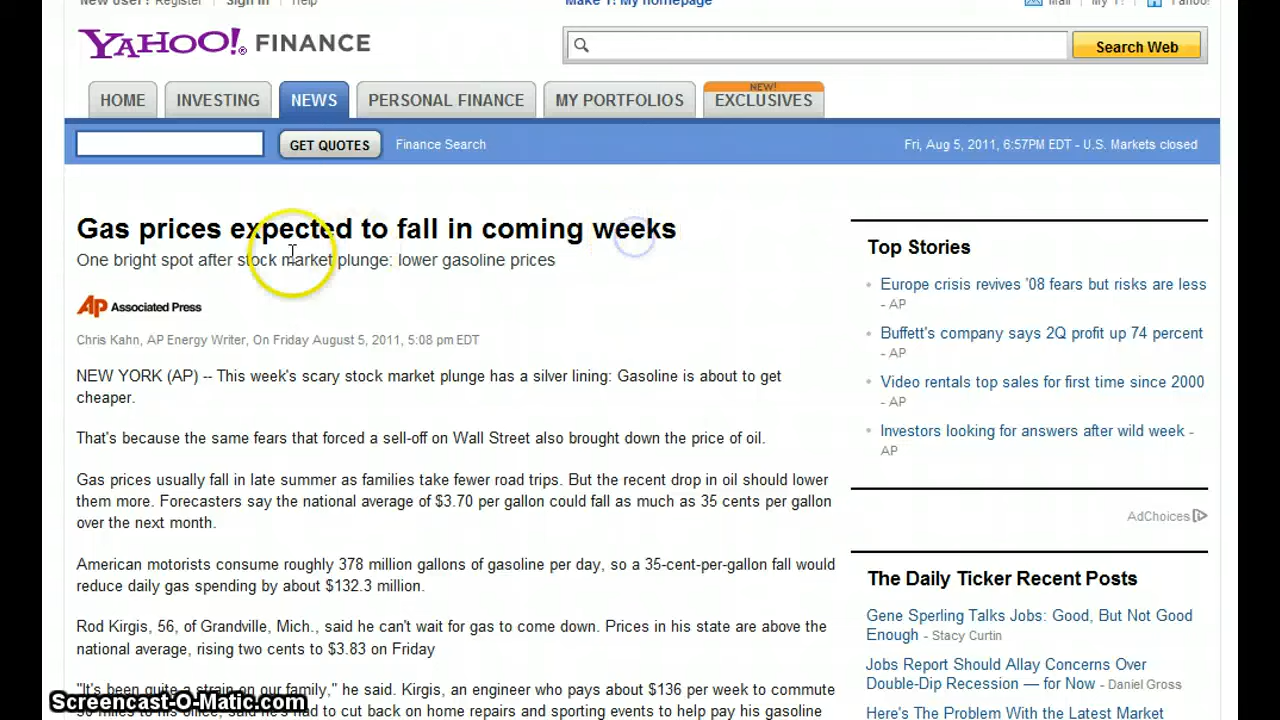 New User? Register Sign In Help Make Y! My Homepage Mail My Y! Yahoo!
YAHOO! FINANCE
Search Web
NEW!
HOME INVESTING NEWS PERSONAL FINANCE MY PORTFOLIOS EXCLUSIVES
GET QUOTES Finance Search Fri, Aug 5, 2011, 6:57PM EDT - U.S. Markets closed
Gas prices expected to fall in coming weeks
One bright spot after stock market plunge: lower gasoline prices
AP Associated Press
Chris Kahn, AP Energy Writer, On Friday August 5, 2011, 5:08 pm EDT
NEW YORK (AP) -- This week's scary stock market plunge has a silver lining: Gasoline is about to get
cheaper.
That's because the same fears that forced a sell-off on Wall Street also brought down the price of oil.
Gas prices usually fall in late summer as families take fewer road trips. But the recent drop in oil should lower
them more. Forecasters say the national average of $3.70 per gallon could fall as much as 35 cents per gallon
over the next month.
American motorists consume roughly 378 million gallons of gasoline per day, so a 35-cent-per-gallon fall would
reduce daily gas spending by about $132.3 million.
Rod Kirgis, 56, of Grandville, Mich., said he can't wait for gas to come down. Prices in his state are above the
national average, rising two cents to $3.83 on Friday
"It's been quite a strain on our family," he said. Kirgis, an engineer who pays about $136 per week to commute
miles to his office, said he's had to cut back on home repairs and sporting events to help pay his gasoline
Top Stories
Europe crisis revives '08 fears but risks are less
- AP
Buffett's company says 2Q profit up 74 percent
- AP
Video rentals top sales for first time since 2000
- AP
Investors looking for answers after wild week -
AP
AdChoices
The Daily Ticker Recent Posts
Gene Sperling Talks Jobs: Good, But Not Good
Enough - Stacy Curtin
Jobs Report Should Allay Concerns Over
Double-Dip Recession — for Now - Daniel Gross
Here's The Problem With the Latest Market
Screencast-O-Matic.com